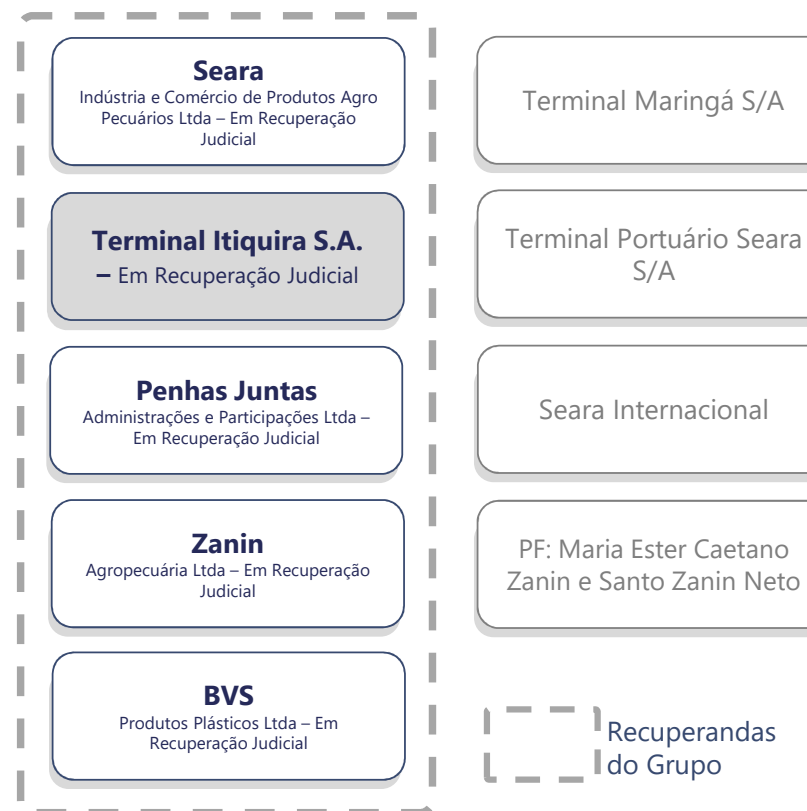 Seara
Indústria e Comércio de Produtos Agro
Pecuários Ltda – Em Recuperação
Judicial
Terminal Itiquira S.A.
– Em Recuperação Judicial
Penhas Juntas
Administrações e Participações Ltda –
Em Recuperação Judicial
Zanin
Agropecuária Ltda – Em Recuperação
Judicial
BVS
Produtos Plásticos Ltda – Em
Recuperação Judicial
Terminal Maringá S/A
Terminal Portuário Seara
S/A
Seara Internacional
PF: Maria Ester Caetano
Zanin e Santo Zanin Neto
Recuperandas
do Grupo